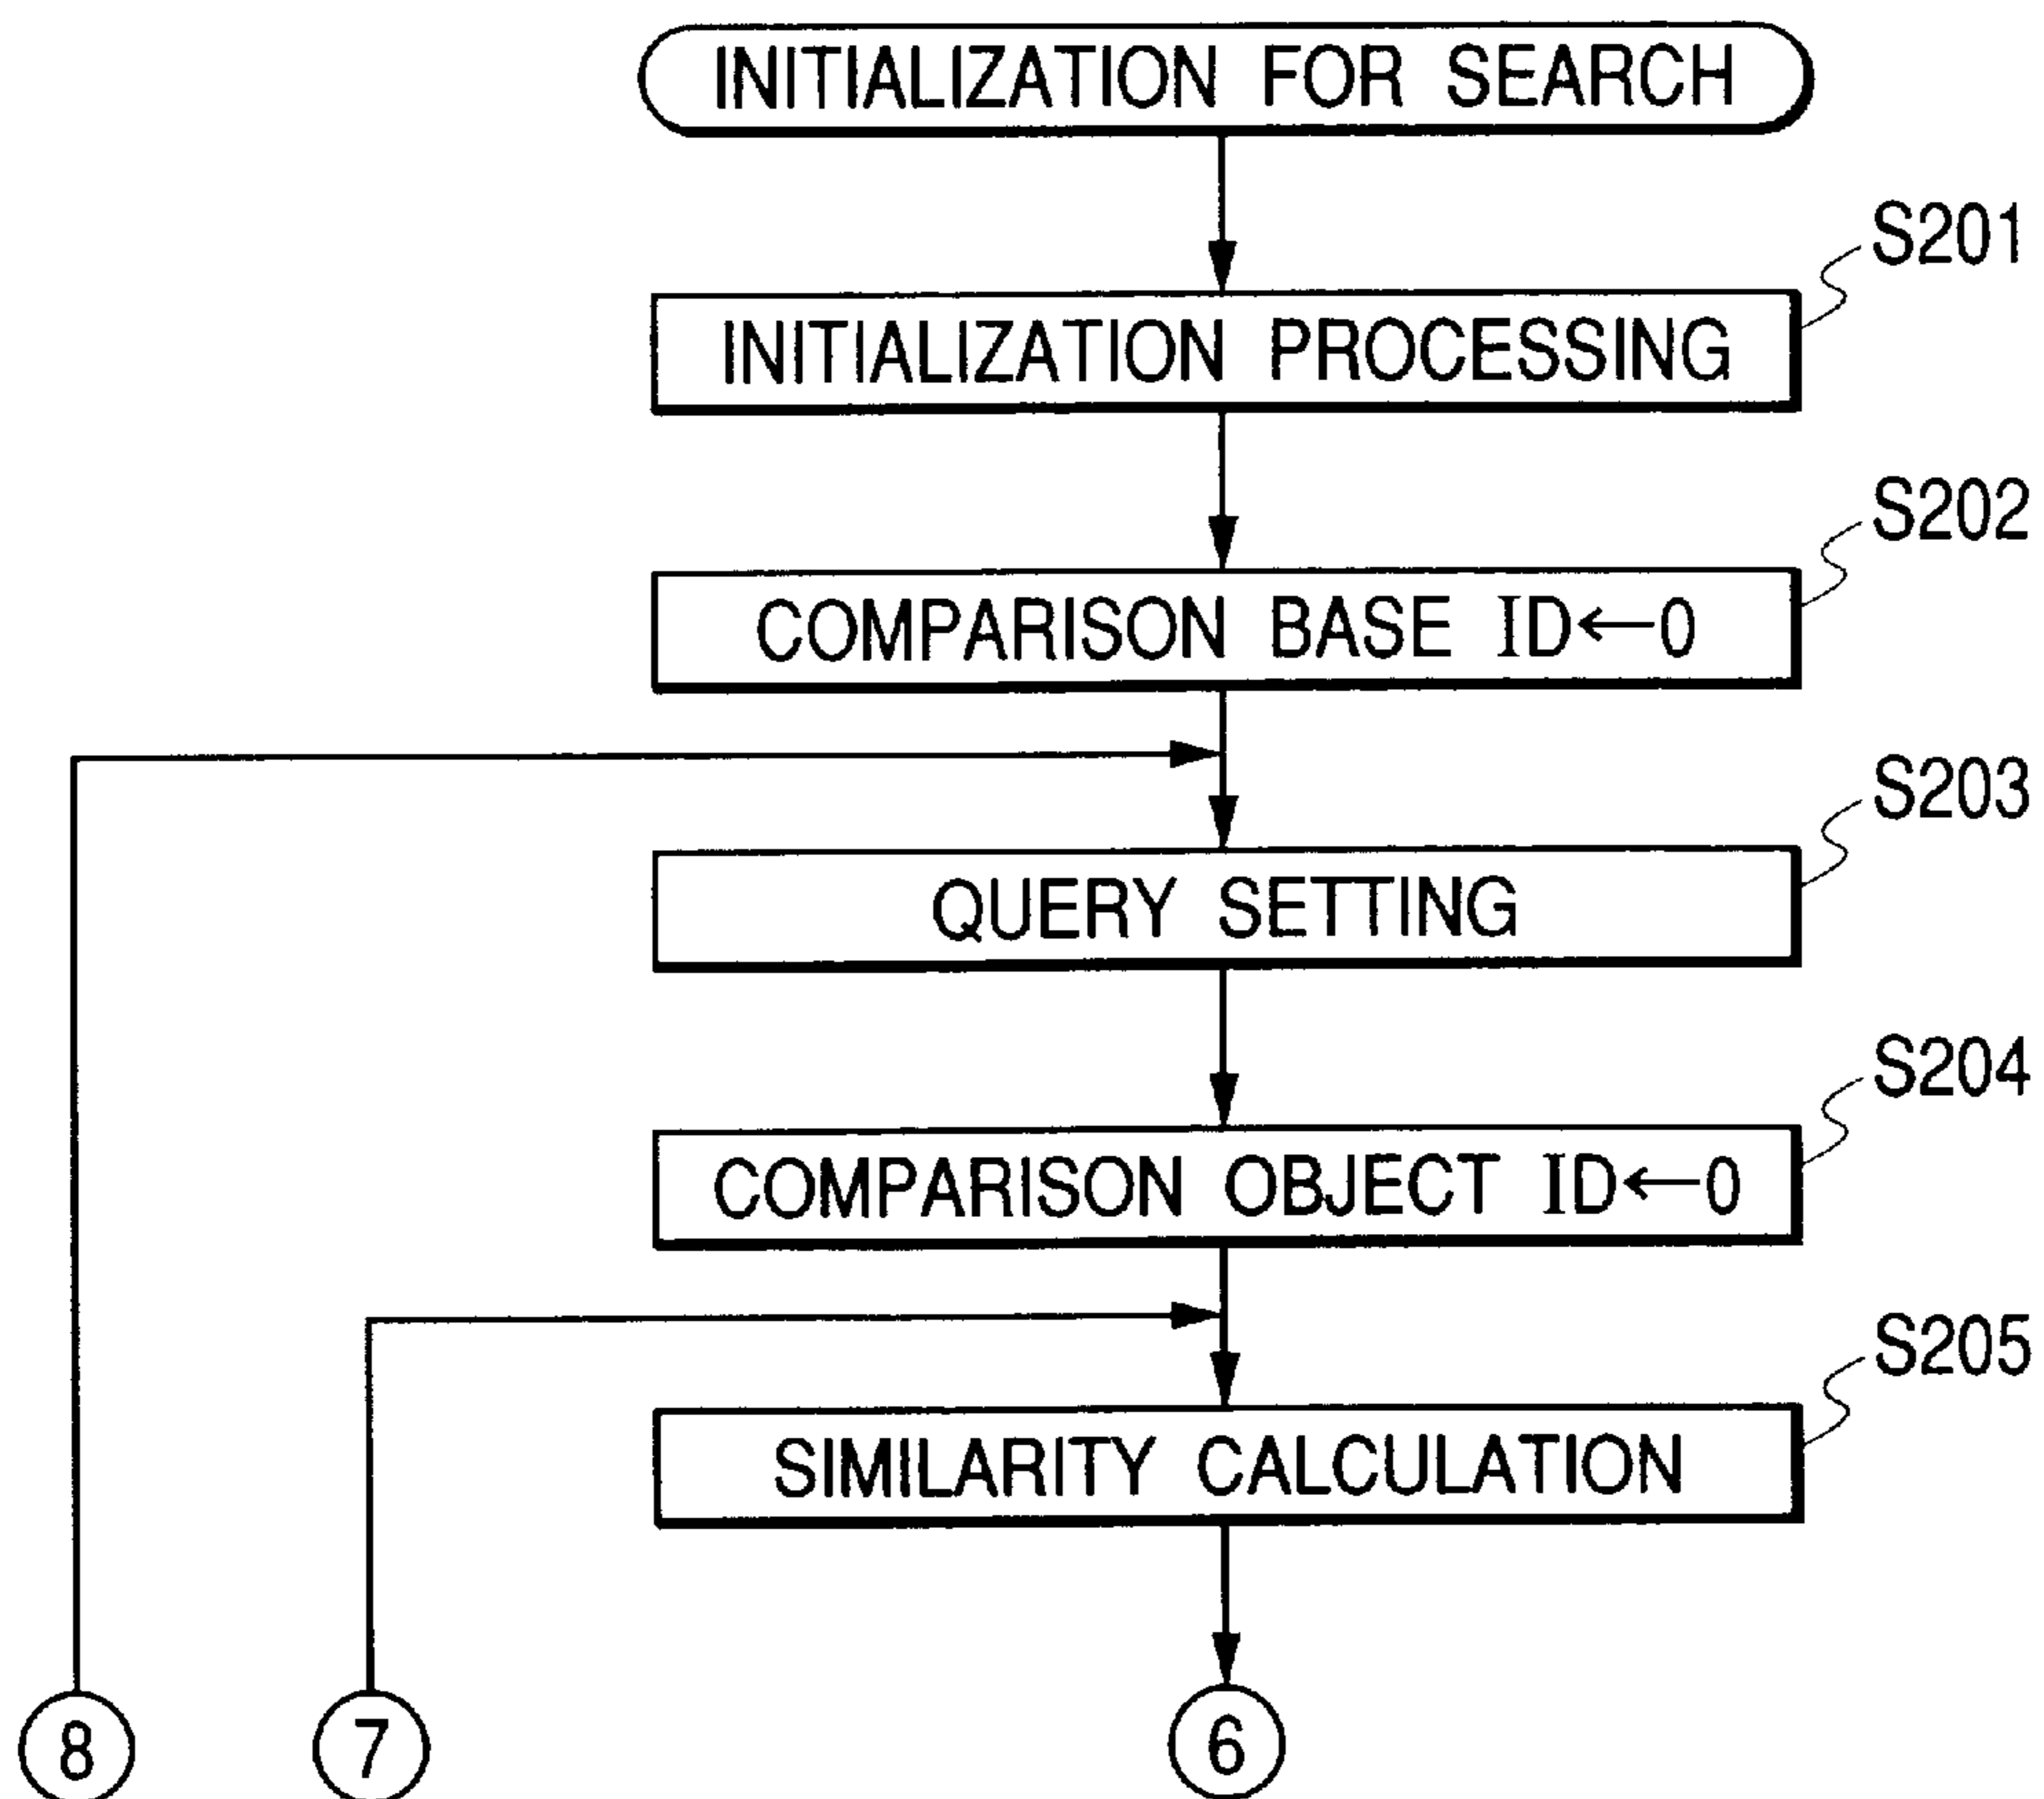 INITIALIZATION FOR SEARCH
S201
INITIALIZATION PROCESSING
S202
COMPARISON BASE ID←0
S203
QUERY SETTING
S204
COMPARISON OBJECT ID←0
S205
SIMILARITY CALCULATION
8
7
6